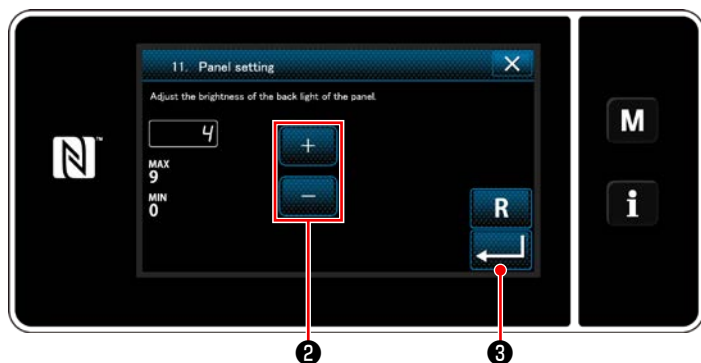 11. Panel setting
Adjust the brightness of the back light of the panel.
4
+
MAX
9
−
MIN
0
R
N™
M
i
❷
❸